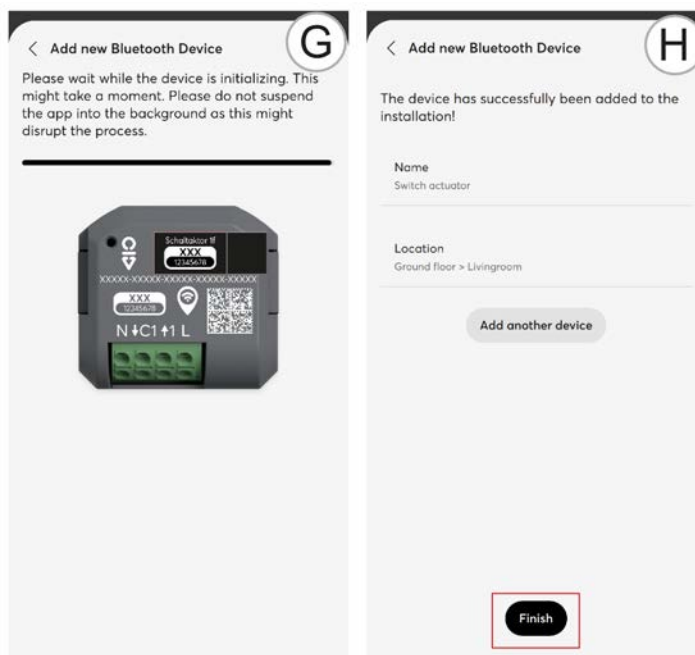 G
< Add new Bluetooth Device
Please wait while the device is initializing. This
might take a moment. Please do not suspend
the app into the background as this might
disrupt the process.
Schaltaktor 1f
XXX
12345678
XXXXX-XXXXX-XXXXX-XXXXX-XXXXX
XXX
12345678
N ↓C1 ↑1 L
H
< Add new Bluetooth Device
The device has successfully been added to the
installation!
Name
Switch actuator
Location
Ground floor > Livingroom
Add another device
Finish